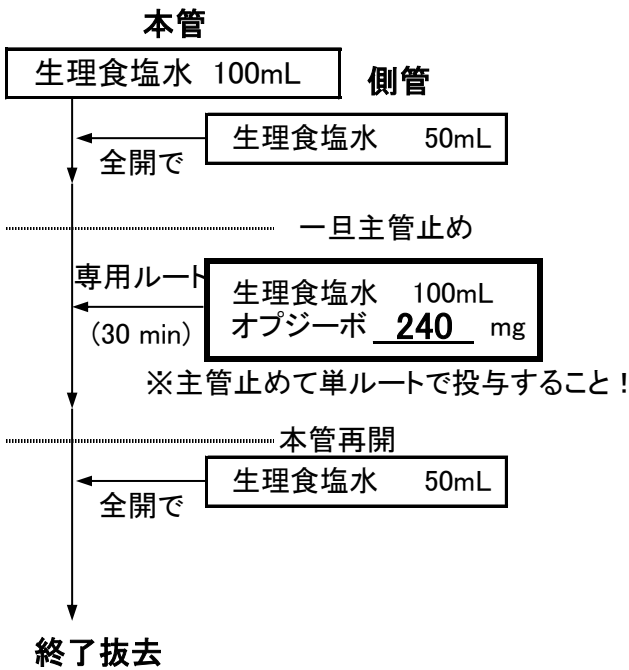 本管
生理食塩水 100mL
側管
生理食塩水 50mL
全開で
一旦主管止め
専用ルート
(30 min)
生理食塩水 100mL
オプジーボ 240 mg
※主管止めて単ルートで投与すること！
本管再開
生理食塩水 50mL
全開で
終了抜去